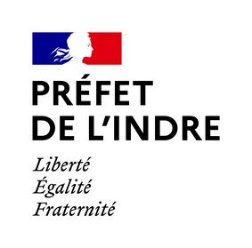 PRÉFET
DE L'INDRE
Liberté
Égalité
Fraternité